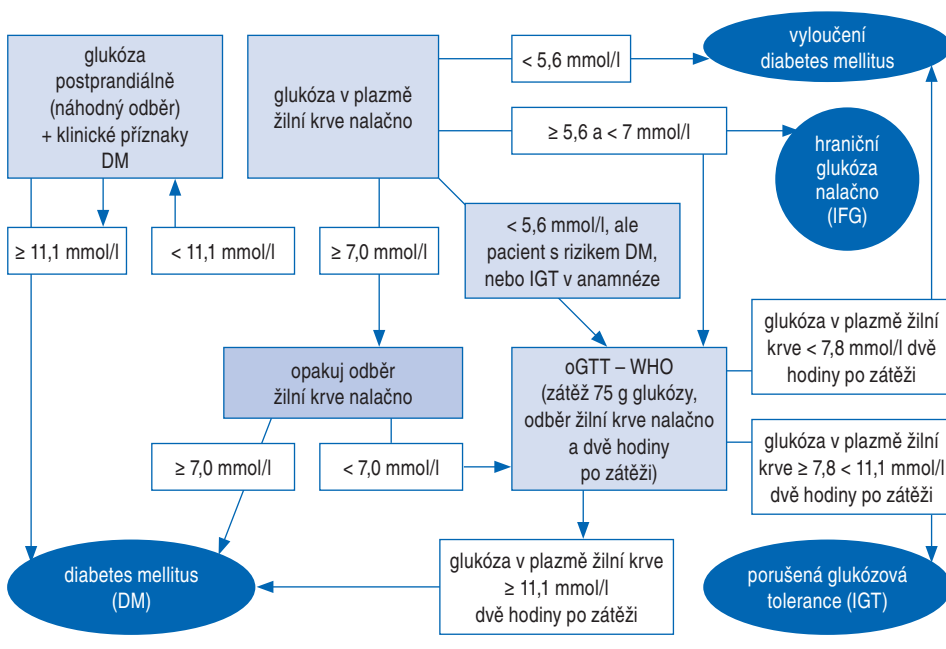 glukóza
postprandiálně
(náhodný odběr)
+ klinické příznaky
DM
glukóza v plazmě
žilní krve nalačno
< 5,6 mmol/l
vyloučení
diabetes mellitus
≥ 5,6 a < 7 mmol/l
hraniční
glukóza
nalačno
(IFG)
≥ 11,1 mmol/l
< 11,1 mmol/l
≥ 7,0 mmol/l
< 5,6 mmol/l, ale
pacient s rizikem DM,
nebo IGT v anamnéze
opakuj odběr
žilní krve nalačno
oGTT – WHO
(zátěž 75 g glukózy,
odběr žilní krve nalačno
a dvě hodiny
po zátěži)
glukóza v plazmě žilní
krve < 7,8 mmol/l dvě
hodiny po zátěži
≥ 7,0 mmol/l
< 7,0 mmol/l
glukóza v plazmě žilní
krve ≥ 7,8 < 11,1 mmol/l
dvě hodiny po zátěži
diabetes mellitus
(DM)
glukóza v plazmě žilní krve
≥ 11,1 mmol/l
dvě hodiny po zátěži
porušená glukózová
tolerance (IGT)